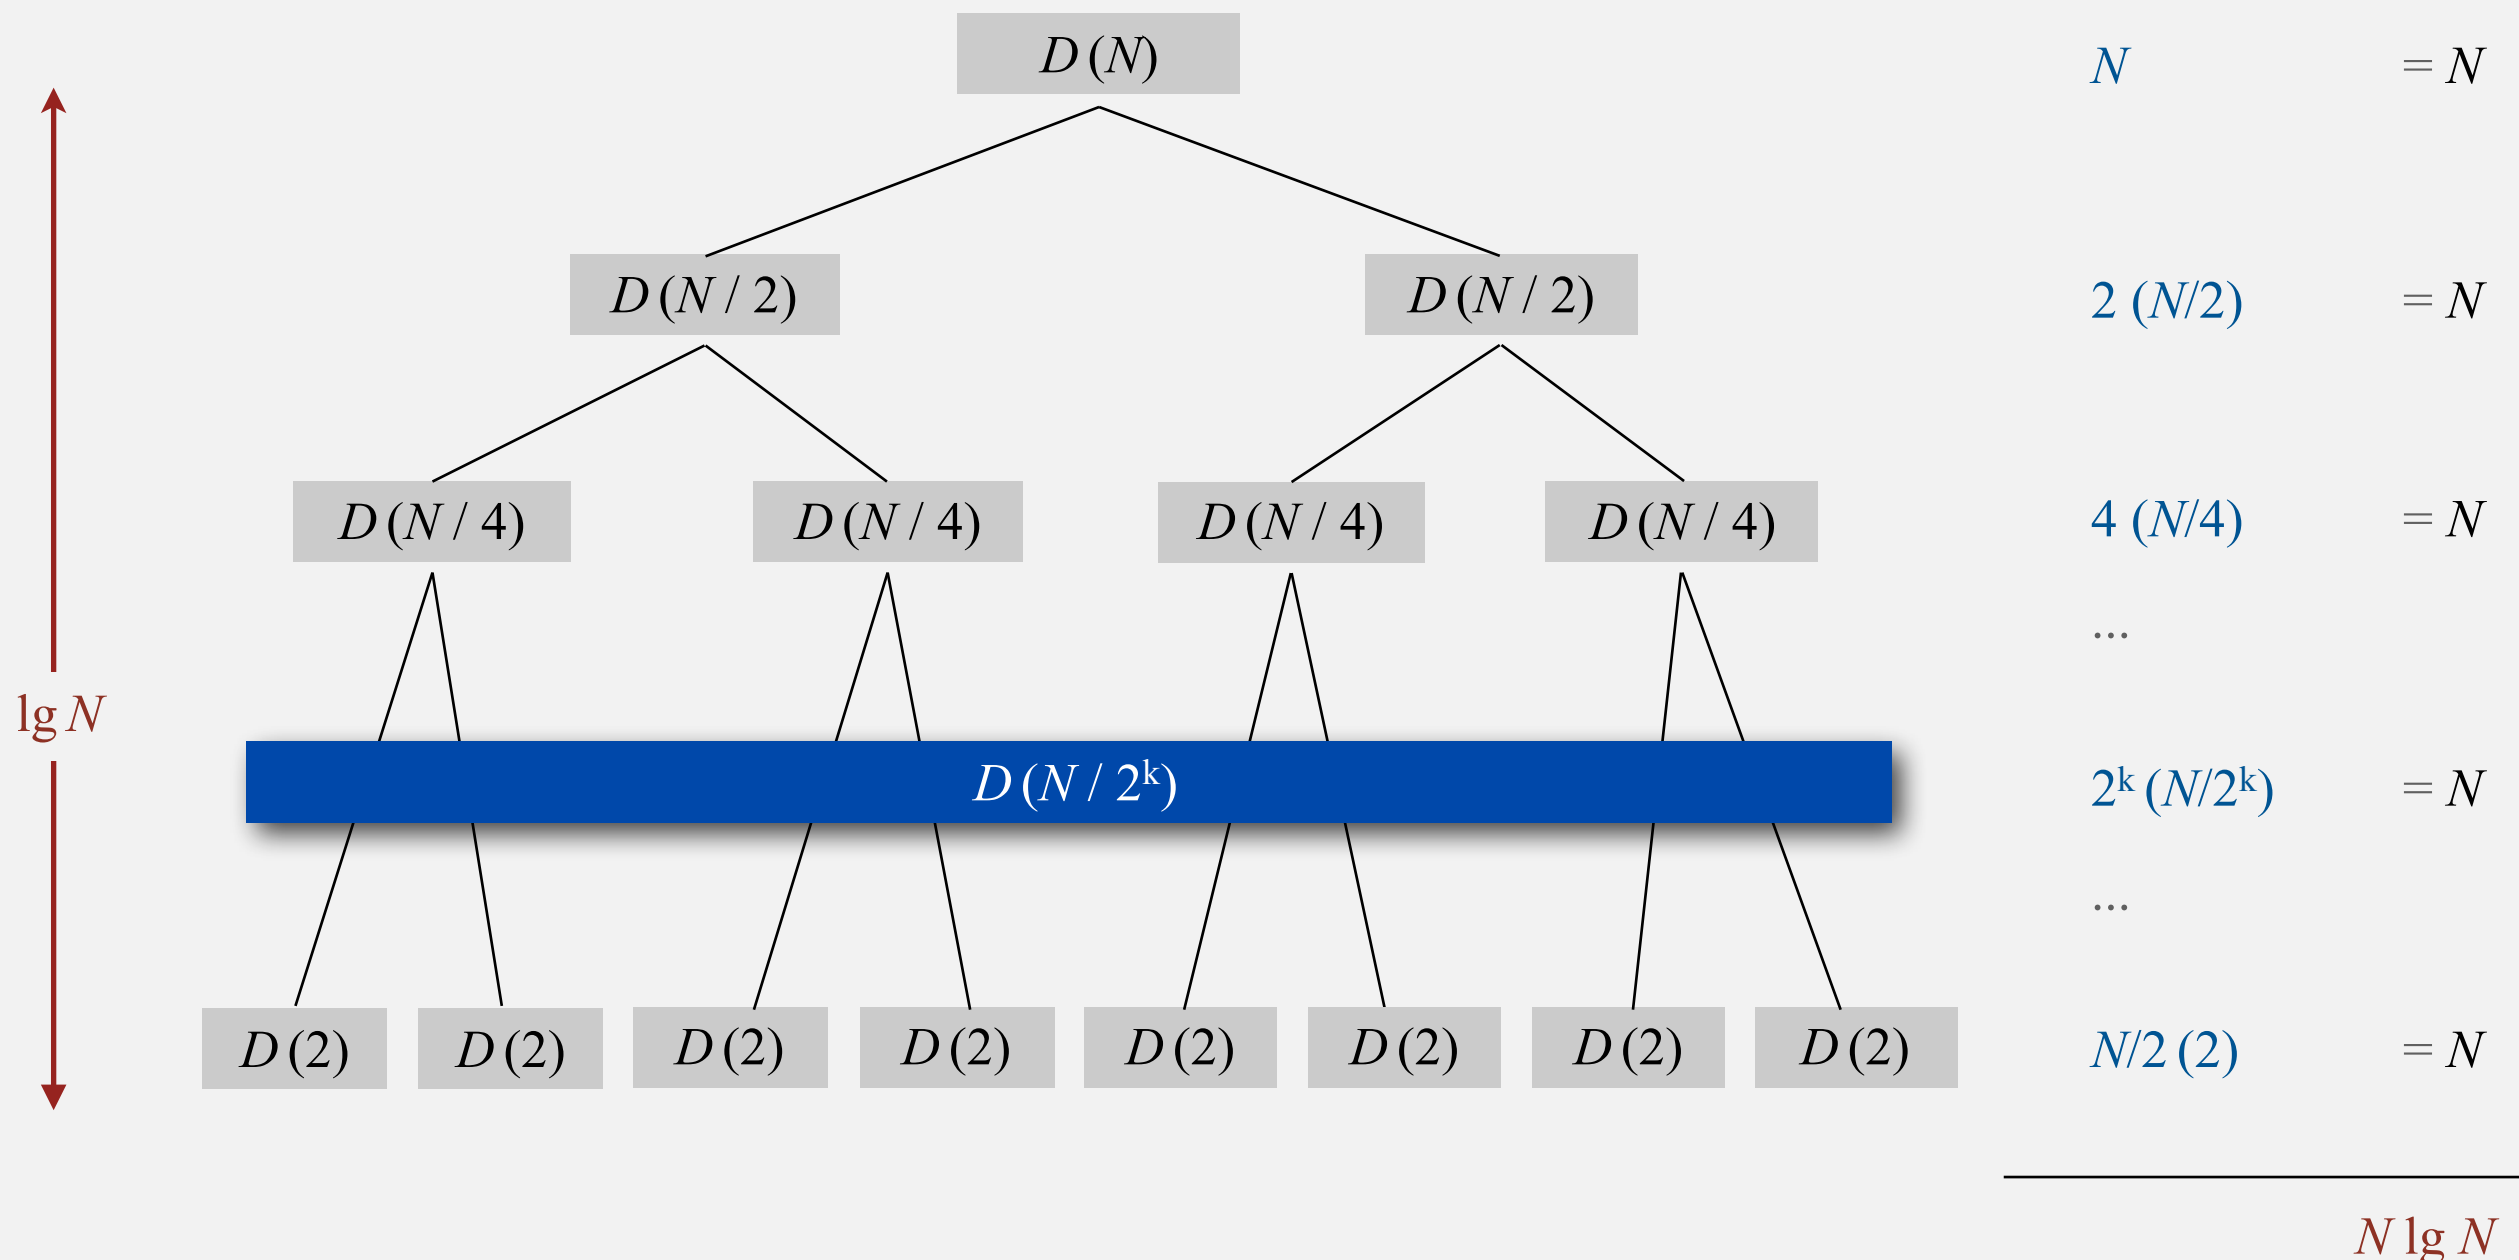 D (N) N = N
D (N / 2) D (N / 2) 2 (N/2) = N
D (N / 4) D (N / 4) D (N / 4) D (N / 4) 4 (N/4) = N
...
lg N
D (N / 2ᵏ) 2ᵏ (N/2ᵏ) = N
...
D (2) D (2) D (2) D (2) D (2) D (2) D (2) D (2) N/2 (2) = N
N lg N